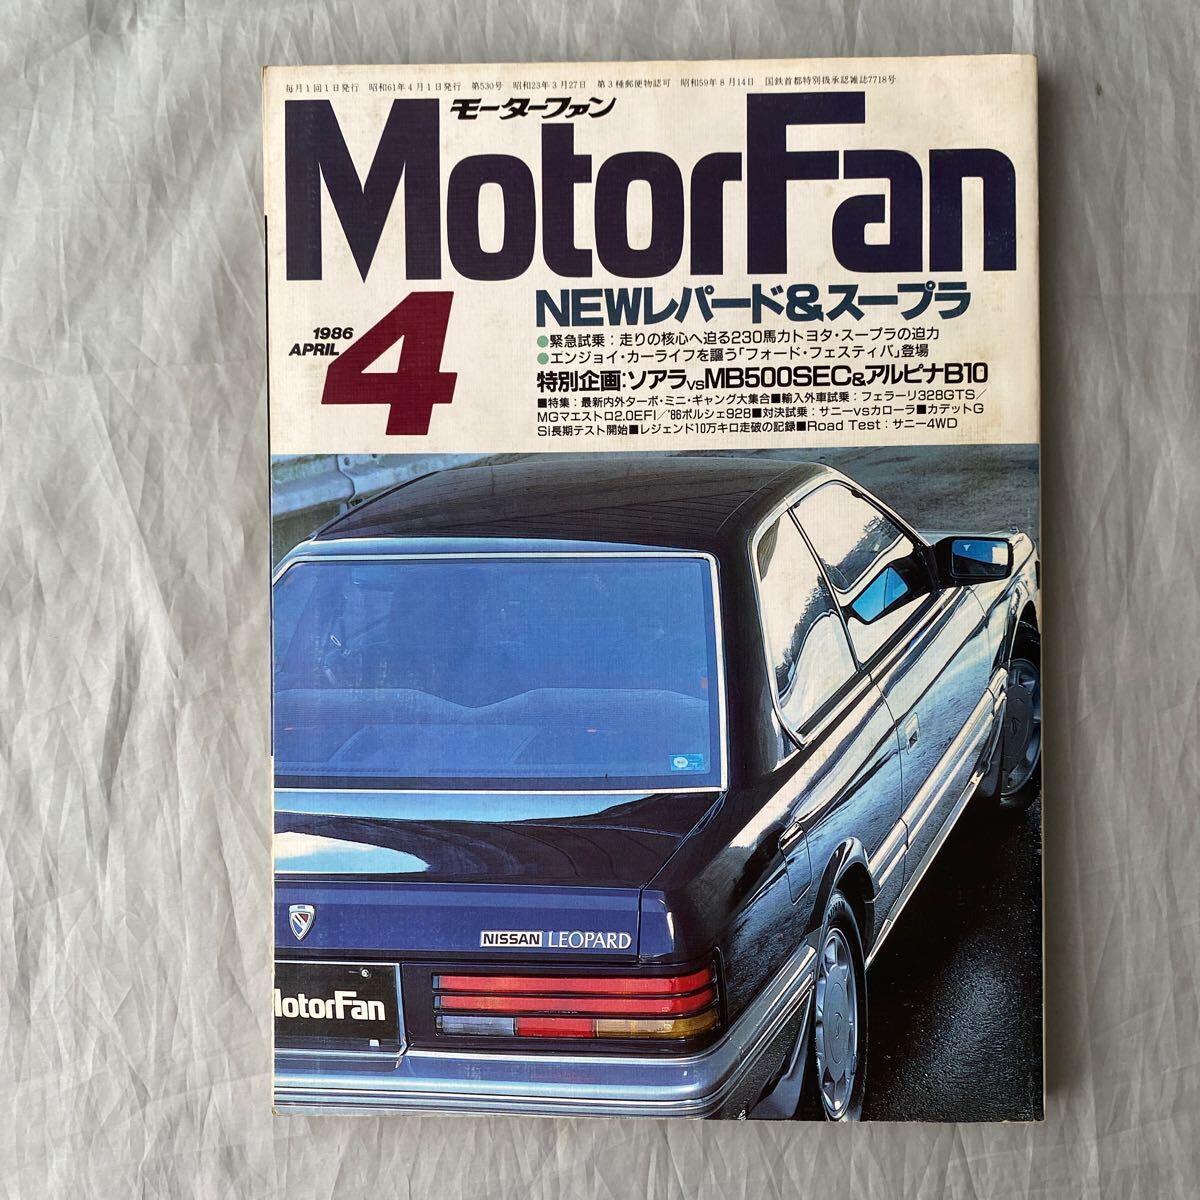 毎月1回1日発行 昭和61年4月1日発行 第530号 昭和23年3月27日 第3種郵便物認可 昭和59年8月14日 国鉄首都特別扱承認雑誌7718号
モーターファン
MotorFan
1986
APRIL
4
NEWレパード&スープラ
●緊急試乗：走りの核心へ迫る230馬力トヨタ・スープラの迫力
●エンジョイ・カーライフを謳う「フォード・フェスティバ」登場
特別企画:ソアラvsMB500SEC&アルピナB10
■特集：最新内外ターボ・ミニ・ギャング大集合■輸入外車試乗：フェラーリ328GTS/
MGマエストロ2.0EFI/'86ポルシェ928■対決試乗：サニーvsカローラ■カデットG
Si長期テスト開始■レジェンド10万キロ走破の記録■Road Test：サニー4WD
NISSAN LEOPARD
MotorFan